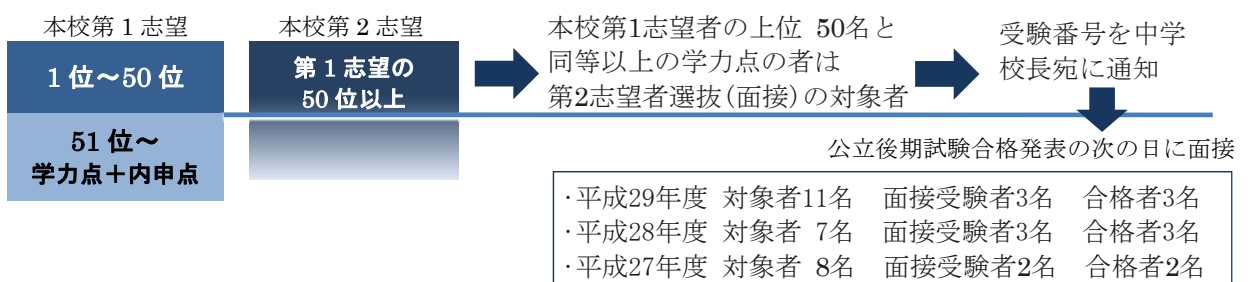 本校第1志望
1位～50位
51位～
学力点＋内申点
本校第2志望
第1志望の
50位以上
本校第1志望者の上位 50名と
同等以上の学力点の者は
第2志望者選抜(面接)の対象者
受験番号を中学
校長宛に通知
公立後期試験合格発表の次の日に面接
・平成29年度 対象者11名 面接受験者3名 合格者3名
・平成28年度 対象者 7名 面接受験者3名 合格者3名
・平成27年度 対象者 8名 面接受験者2名 合格者2名